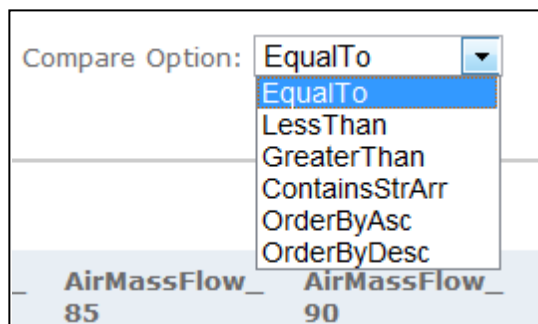 Compare Option: EqualTo
EqualTo
LessThan
GreaterThan
ContainsStrArr
OrderByAsc
OrderByDesc
_ AirMassFlow_ AirMassFlow_
85 90